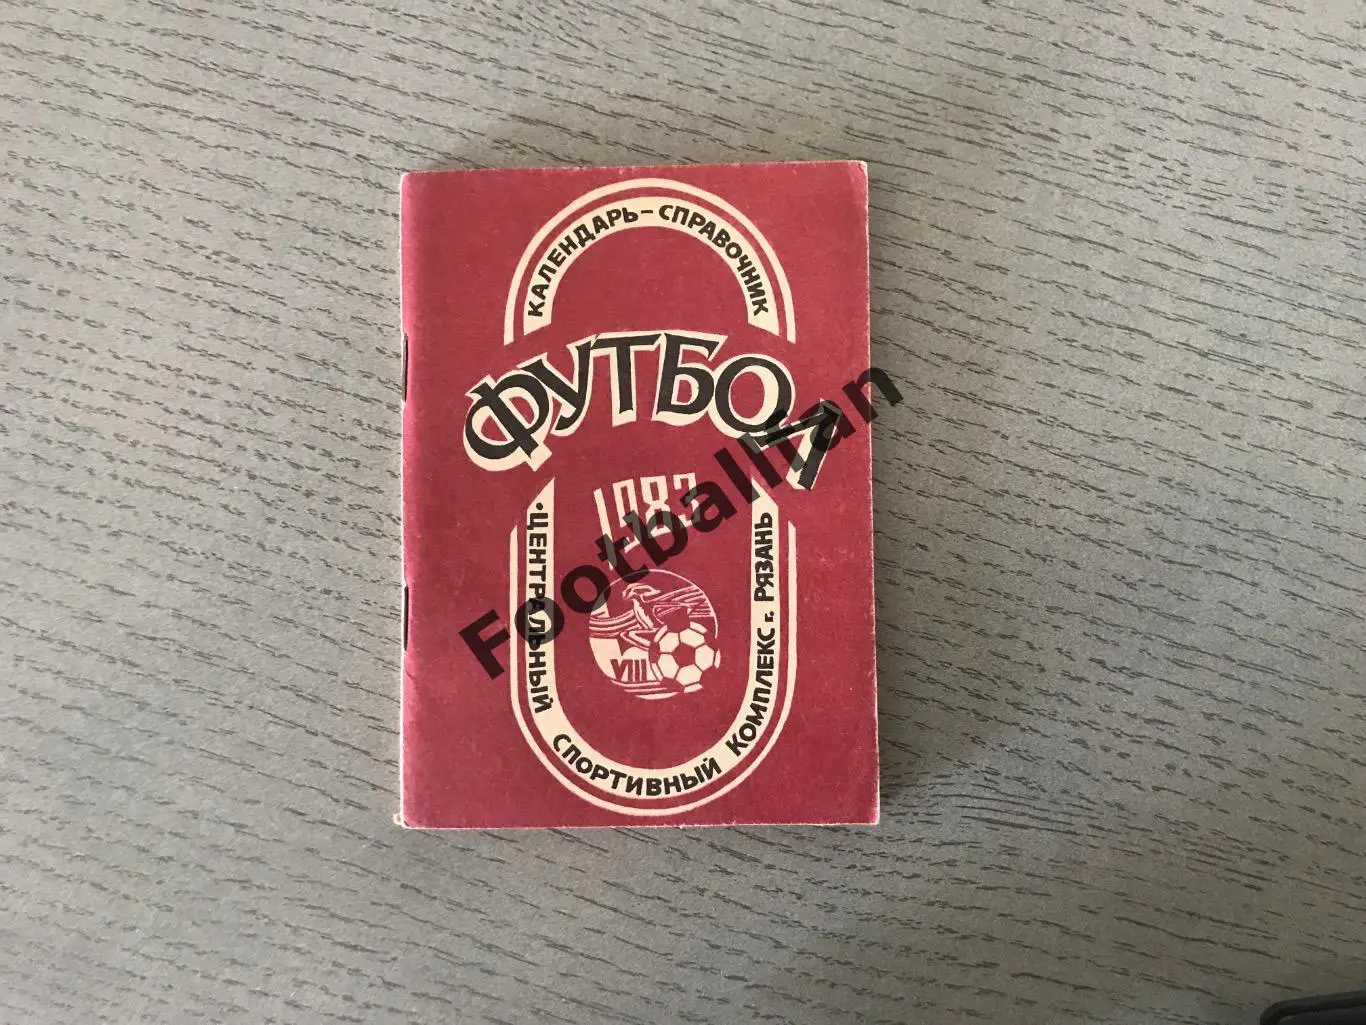 КАЛЕНДАРЬ-СПРАВОЧНИК
ФУТБОЛ
1983
VIII
•ЦЕНТРАЛЬНЫЙ СПОРТИВНЫЙ КОМПЛЕКС г. РЯЗАНЬ
Footballfan